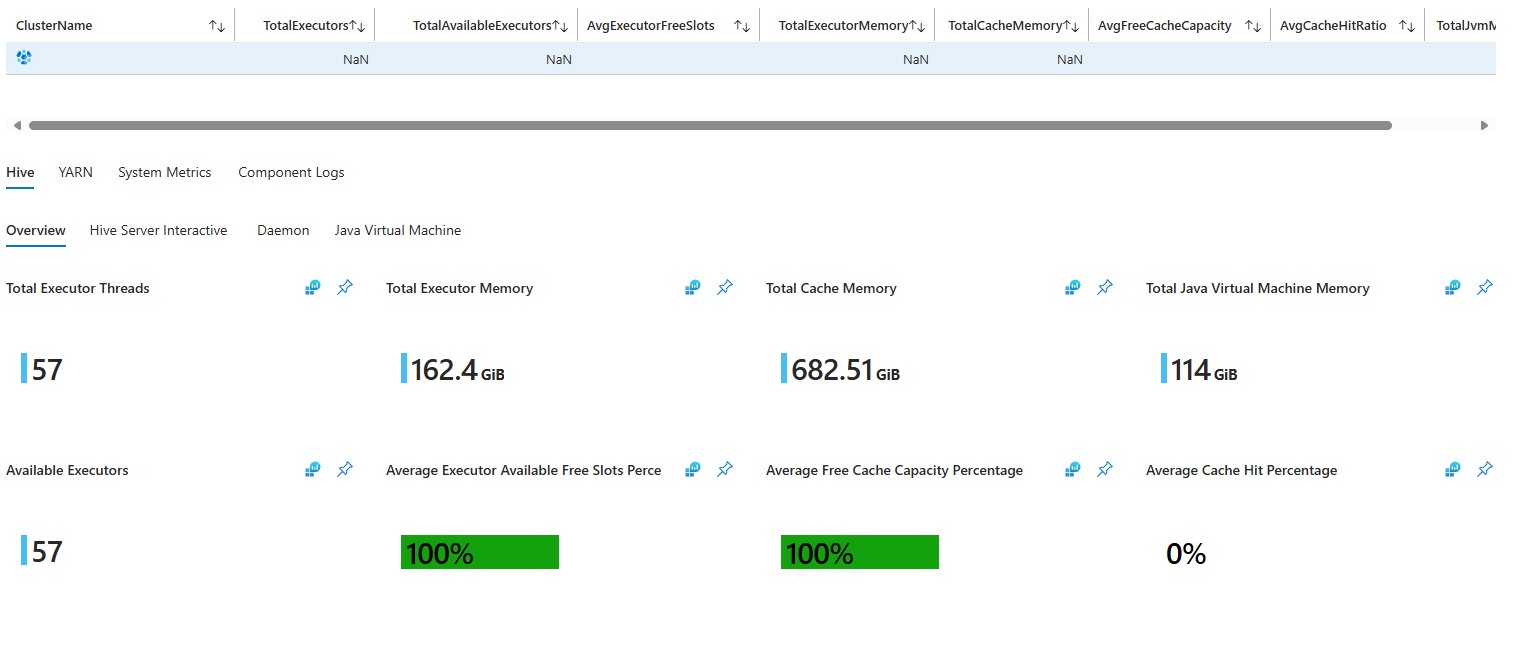 ClusterName TotalExecutors TotalAvailableExecutors AvgExecutorFreeSlots TotalExecutorMemory TotalCacheMemory AvgFreeCacheCapacity AvgCacheHitRatio TotalJvmM
NaN NaN NaN NaN
Hive YARN System Metrics Component Logs
Overview Hive Server Interactive Daemon Java Virtual Machine
Total Executor Threads Total Executor Memory Total Cache Memory Total Java Virtual Machine Memory
57 162.4 GiB 682.51 GiB 114 GiB
Available Executors Average Executor Available Free Slots Perce Average Free Cache Capacity Percentage Average Cache Hit Percentage
57 100% 100% 0%